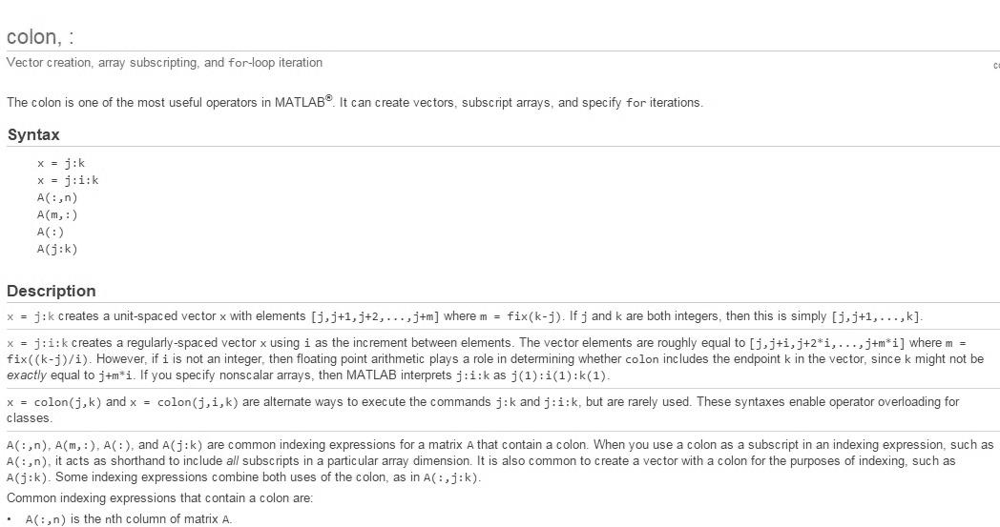 colon, :
Vector creation, array subscripting, and for-loop iteration
The colon is one of the most useful operators in MATLAB®. It can create vectors, subscript arrays, and specify for iterations.
Syntax
x = j:k
x = j:i:k
A(:,n)
A(m,:)
A(:)
A(j:k)
Description
x = j:k creates a unit-spaced vector x with elements [j,j+1,j+2,...,j+m] where m = fix(k-j). If j and k are both integers, then this is simply [j,j+1,...,k].
x = j:i:k creates a regularly-spaced vector x using i as the increment between elements. The vector elements are roughly equal to [j,j+i,j+2*i,...,j+m*i] where m =
fix((k-j)/i). However, if i is not an integer, then floating point arithmetic plays a role in determining whether colon includes the endpoint k in the vector, since k might not be
exactly equal to j+m*i. If you specify nonscalar arrays, then MATLAB interprets j:i:k as j(1):i(1):k(1).
x = colon(j,k) and x = colon(j,i,k) are alternate ways to execute the commands j:k and j:i:k, but are rarely used. These syntaxes enable operator overloading for
classes.
A(:,n), A(m,:), A(:), and A(j:k) are common indexing expressions for a matrix A that contain a colon. When you use a colon as a subscript in an indexing expression, such as
A(:,n), it acts as shorthand to include all subscripts in a particular array dimension. It is also common to create a vector with a colon for the purposes of indexing, such as
A(j:k). Some indexing expressions combine both uses of the colon, as in A(:,j:k).
Common indexing expressions that contain a colon are:
• A(:,n) is the nth column of matrix A.